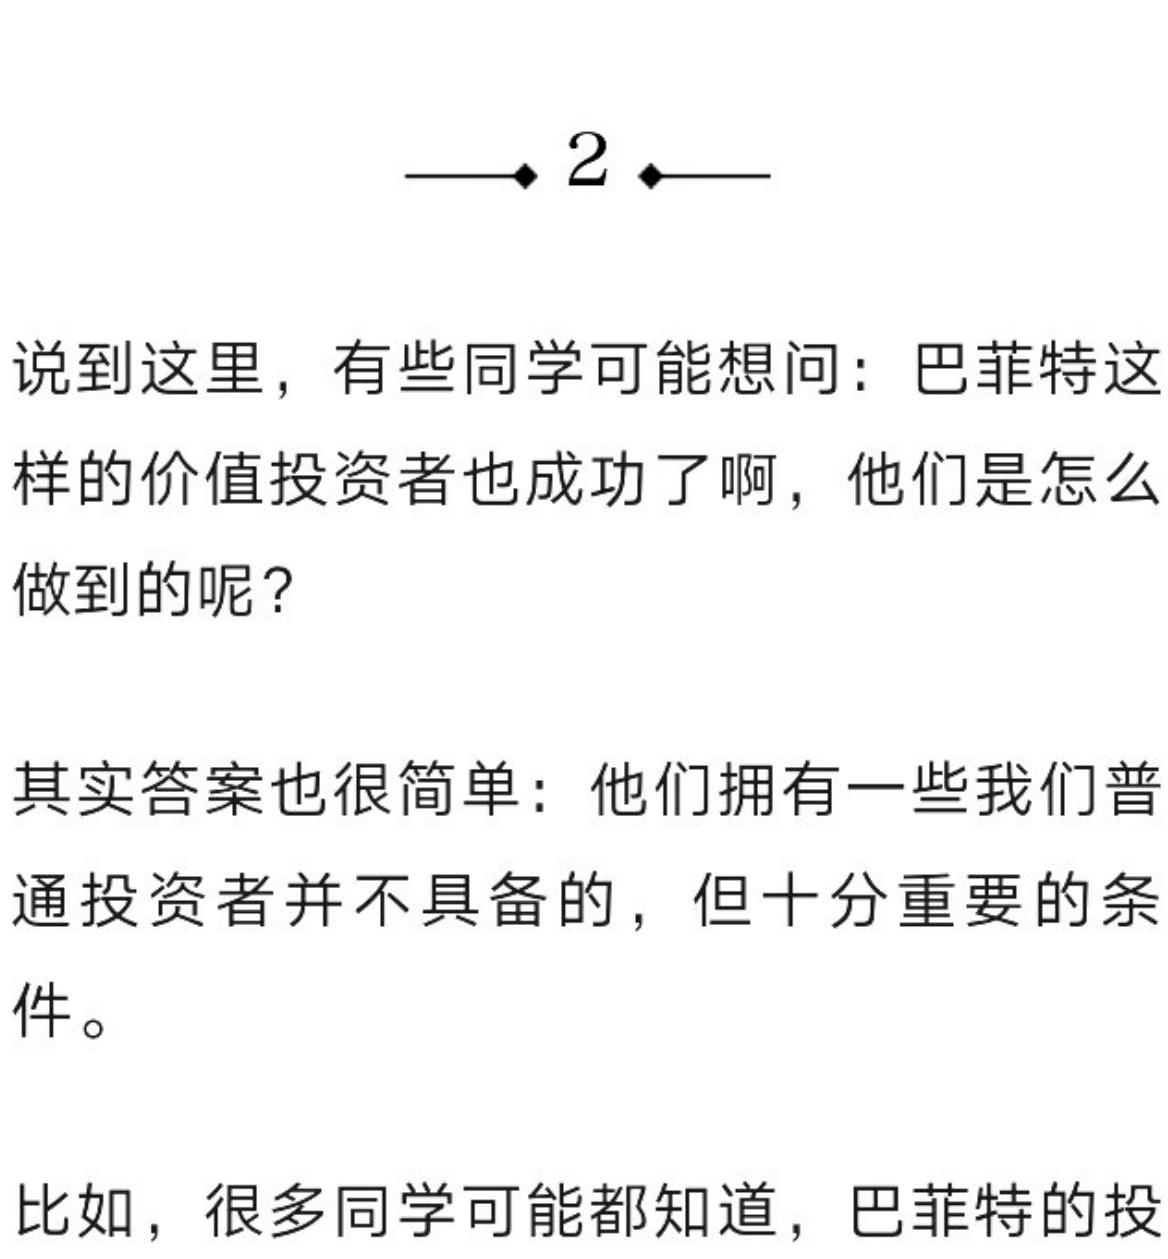 2
说到这里，有些同学可能想问：巴菲特这
样的价值投资者也成功了啊，他们是怎么
做到的呢？
其实答案也很简单：他们拥有一些我们普
通投资者并不具备的，但十分重要的条
件。
比如，很多同学可能都知道，巴菲特的投